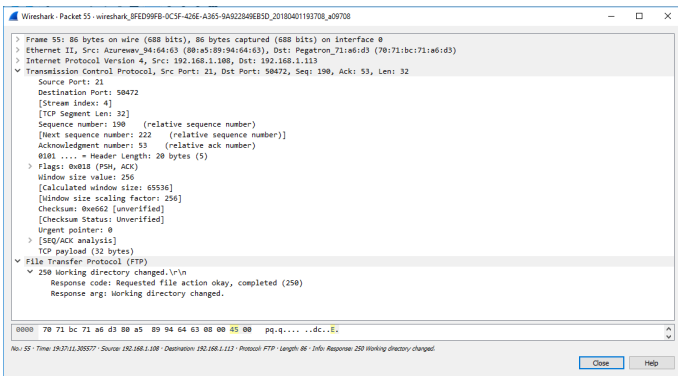 Wireshark · Packet 55 · wireshark_8FED99FB-0C5F-426E-A365-9A922849EB5D_20180401193708_a09708
Frame 55: 86 bytes on wire (688 bits), 86 bytes captured (688 bits) on interface 0
Ethernet II, Src: Azurewav_94:64:63 (80:a5:89:94:64:63), Dst: Pegatron_71:a6:d3 (70:71:bc:71:a6:d3)
Internet Protocol Version 4, Src: 192.168.1.108, Dst: 192.168.1.113
Transmission Control Protocol, Src Port: 21, Dst Port: 50472, Seq: 190, Ack: 53, Len: 32
Source Port: 21
Destination Port: 50472
[Stream index: 4]
[TCP Segment Len: 32]
Sequence number: 190    (relative sequence number)
[Next sequence number: 222    (relative sequence number)]
Acknowledgment number: 53    (relative ack number)
0101 .... = Header Length: 20 bytes (5)
Flags: 0x018 (PSH, ACK)
Window size value: 256
[Calculated window size: 65536]
[Window size scaling factor: 256]
Checksum: 0xe662 [unverified]
[Checksum Status: Unverified]
Urgent pointer: 0
[SEQ/ACK analysis]
TCP payload (32 bytes)
File Transfer Protocol (FTP)
250 Working directory changed.\r\n
Response code: Requested file action okay, completed (250)
Response arg: Working directory changed.
0000  70 71 bc 71 a6 d3 80 a5  89 94 64 63 08 00 45 00   pq.q.... ..dc..E.
No.: 55 · Time: 19:37:11.305577 · Source: 192.168.1.108 · Destination: 192.168.1.113 · Protocol: FTP · Length: 86 · Info: Response: 250 Working directory changed.
Close
Help